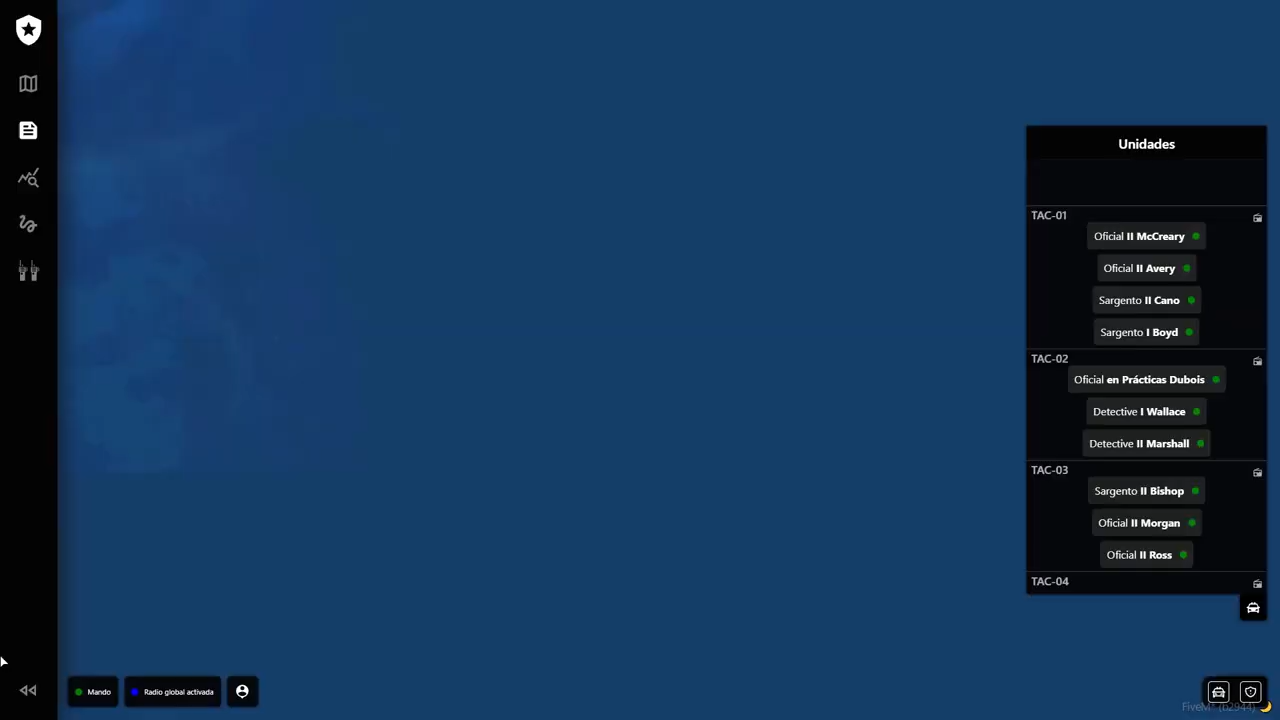 Unidades
TAC-01
Oficial II McCreary
Oficial II Avery
Sargento II Cano
Sargento I Boyd
TAC-02
Oficial en Prácticas Dubois
Detective I Wallace
Detective II Marshall
TAC-03
Sargento II Bishop
Oficial II Morgan
Oficial II Ross
TAC-04
Mando
Radio global activada
FiveM® (b2944)